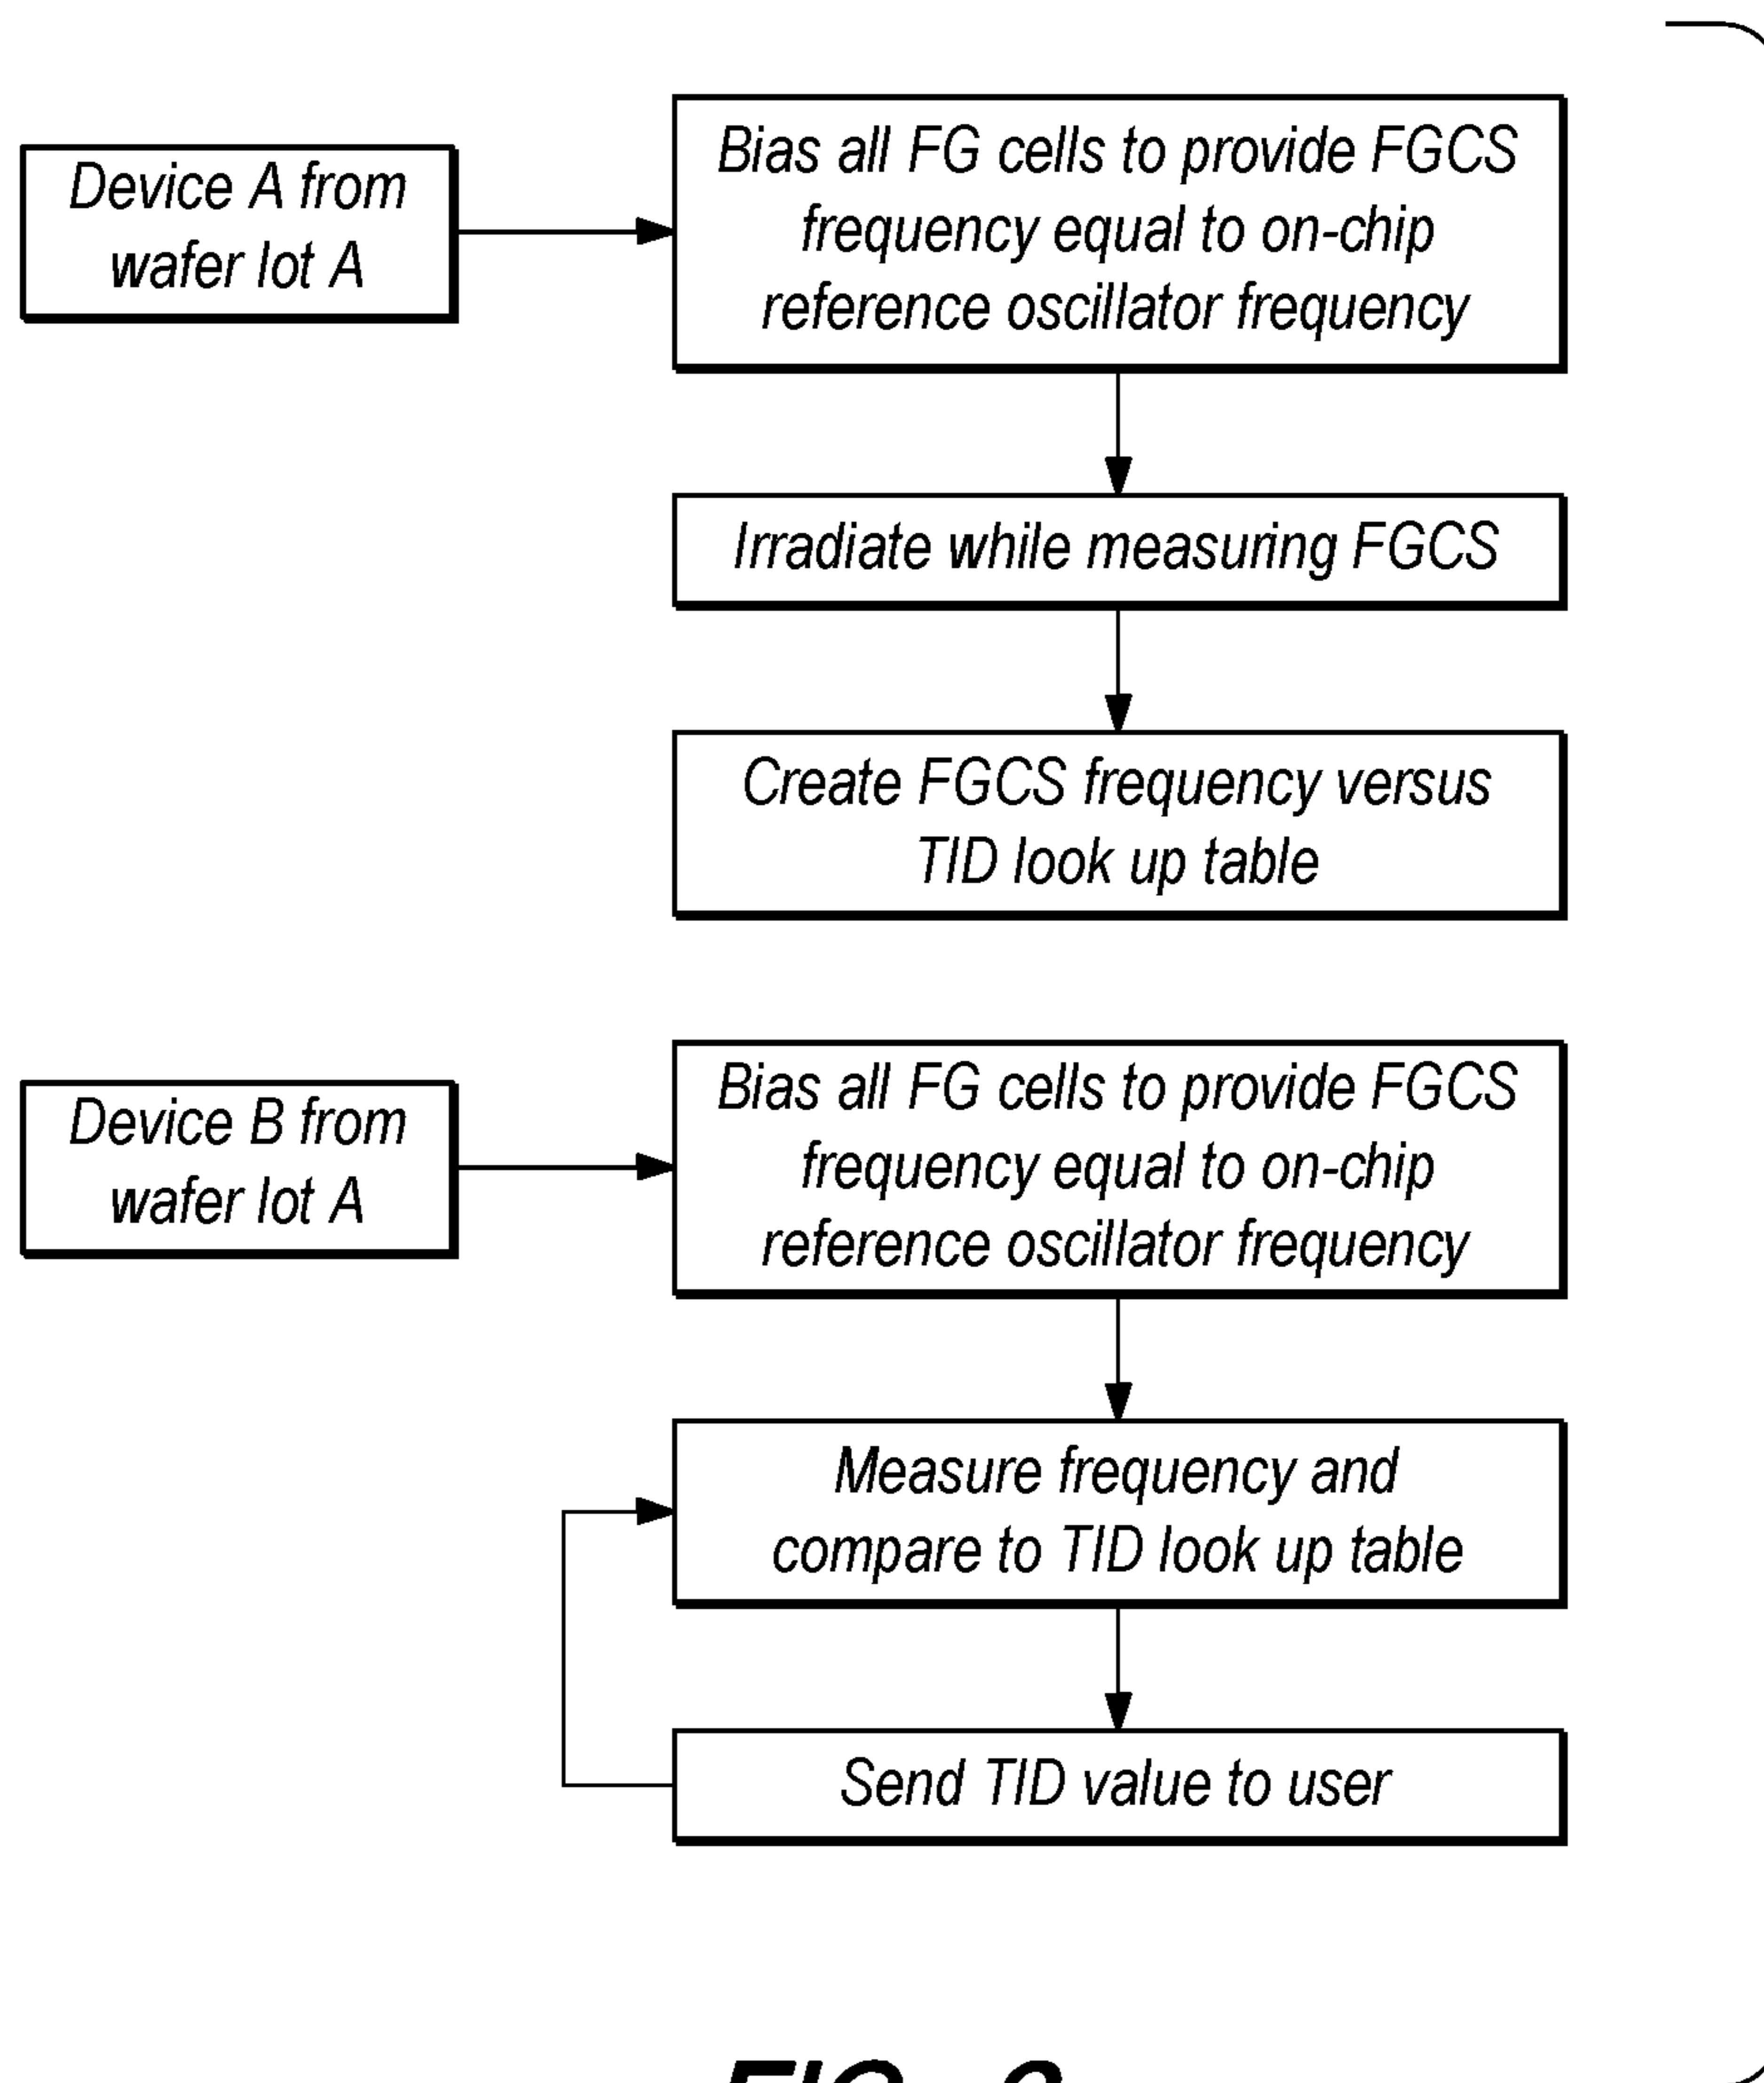 Device A from
wafer lot A
Bias all FG cells to provide FGCS
frequency equal to on-chip
reference oscillator frequency
Irradiate while measuring FGCS
Create FGCS frequency versus
TID look up table
Device B from
wafer lot A
Bias all FG cells to provide FGCS
frequency equal to on-chip
reference oscillator frequency
Measure frequency and
compare to TID look up table
Send TID value to user